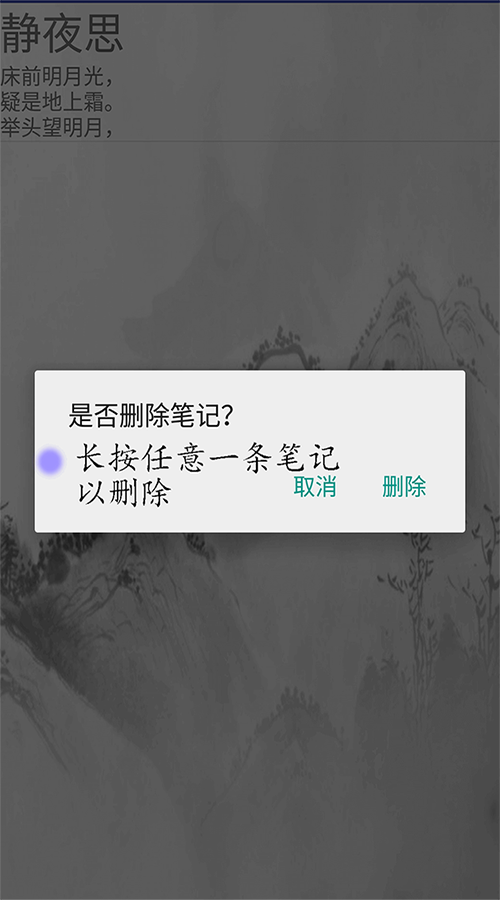 静夜思
床前明月光，
疑是地上霜。
举头望明月，
是否删除笔记？
长按任意一条笔记
以删除
取消
删除